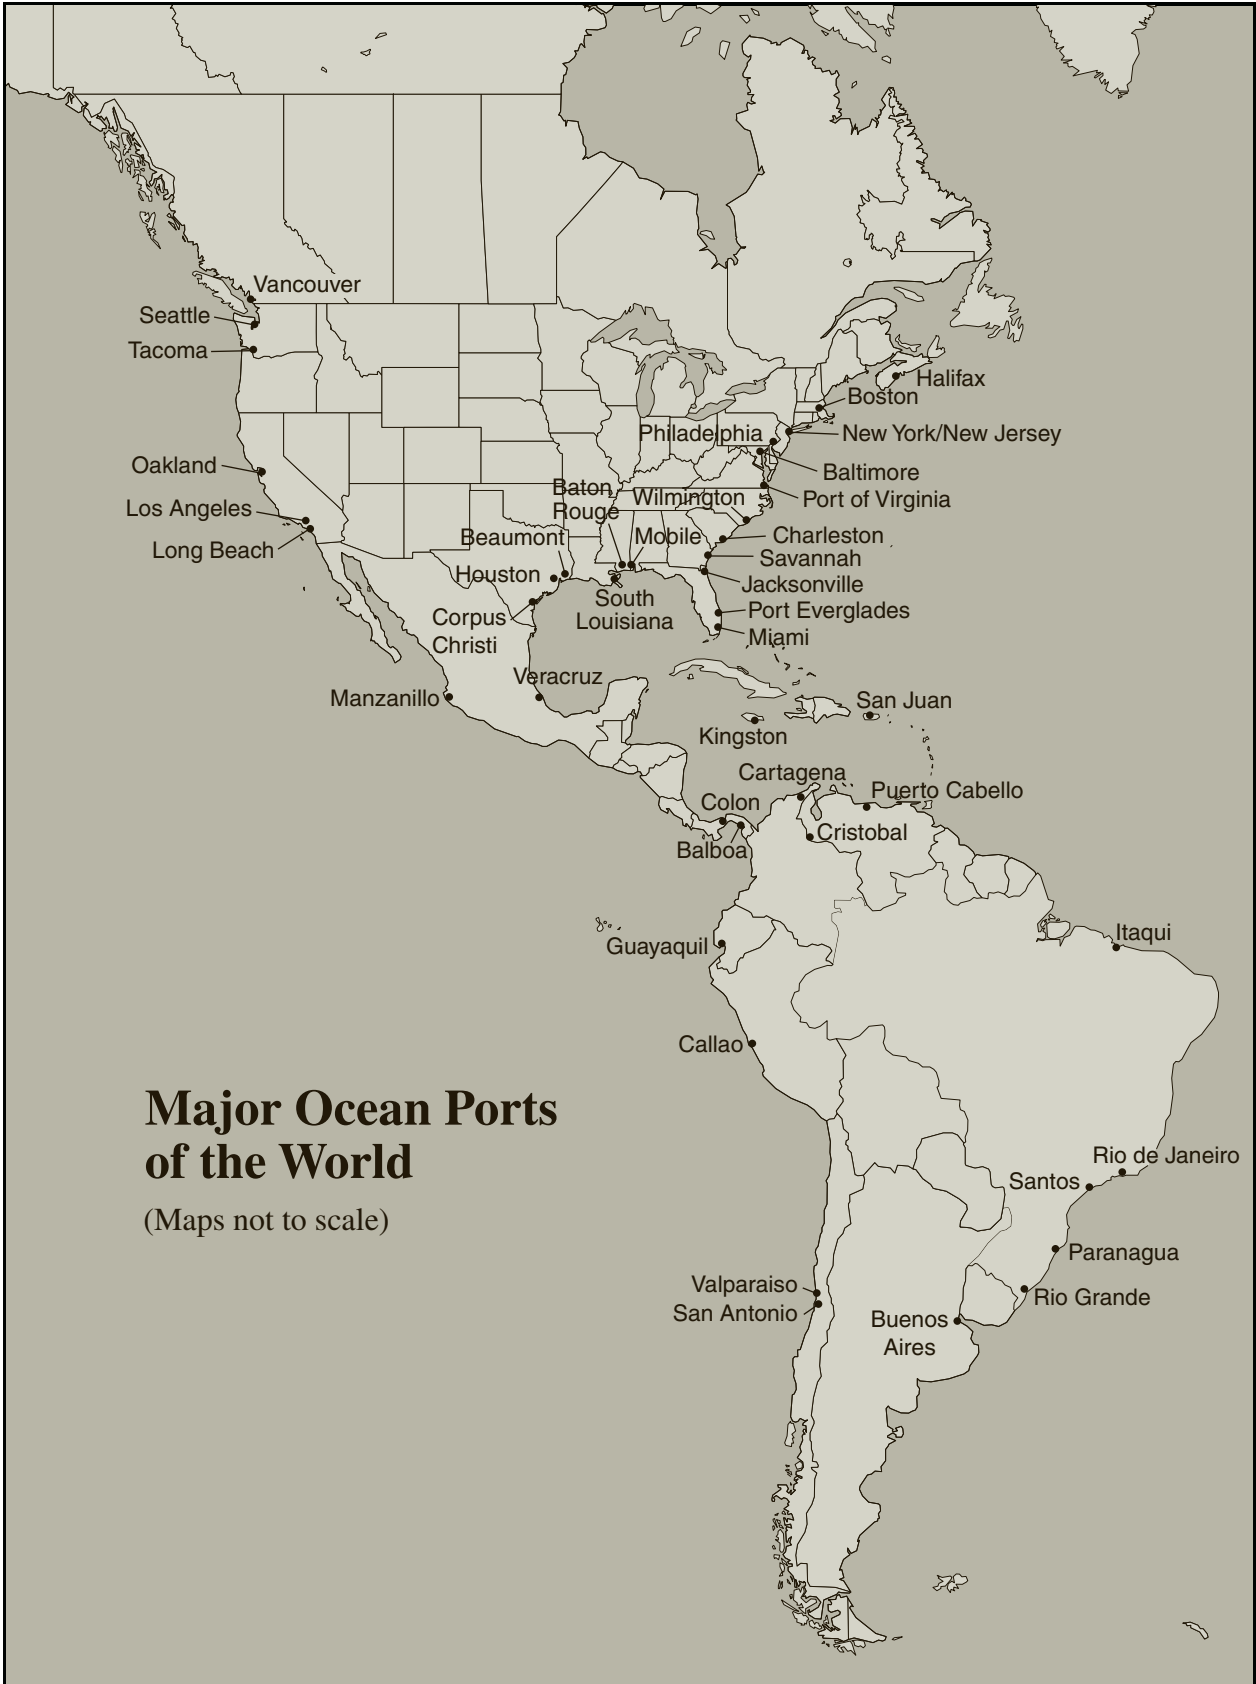 Vancouver
Seattle
Tacoma
Halifax
Boston
Philadelphia
New York/New Jersey
Oakland
Baltimore
Baton
Rouge
Wilmington
Port of Virginia
Los Angeles
Long Beach
Beaumont
Mobile
Charleston
Savannah
Houston
Jacksonville
South
Louisiana
Port Everglades
Corpus
Christi
Miami
Veracruz
Manzanillo
San Juan
Kingston
Cartagena
Puerto Cabello
Colon
Cristobal
Balboa
Itaqui
Guayaquil
Callao
Major Ocean Ports
of the World
(Maps not to scale)
Rio de Janeiro
Santos
Paranagua
Valparaiso
San Antonio
Rio Grande
Buenos
Aires